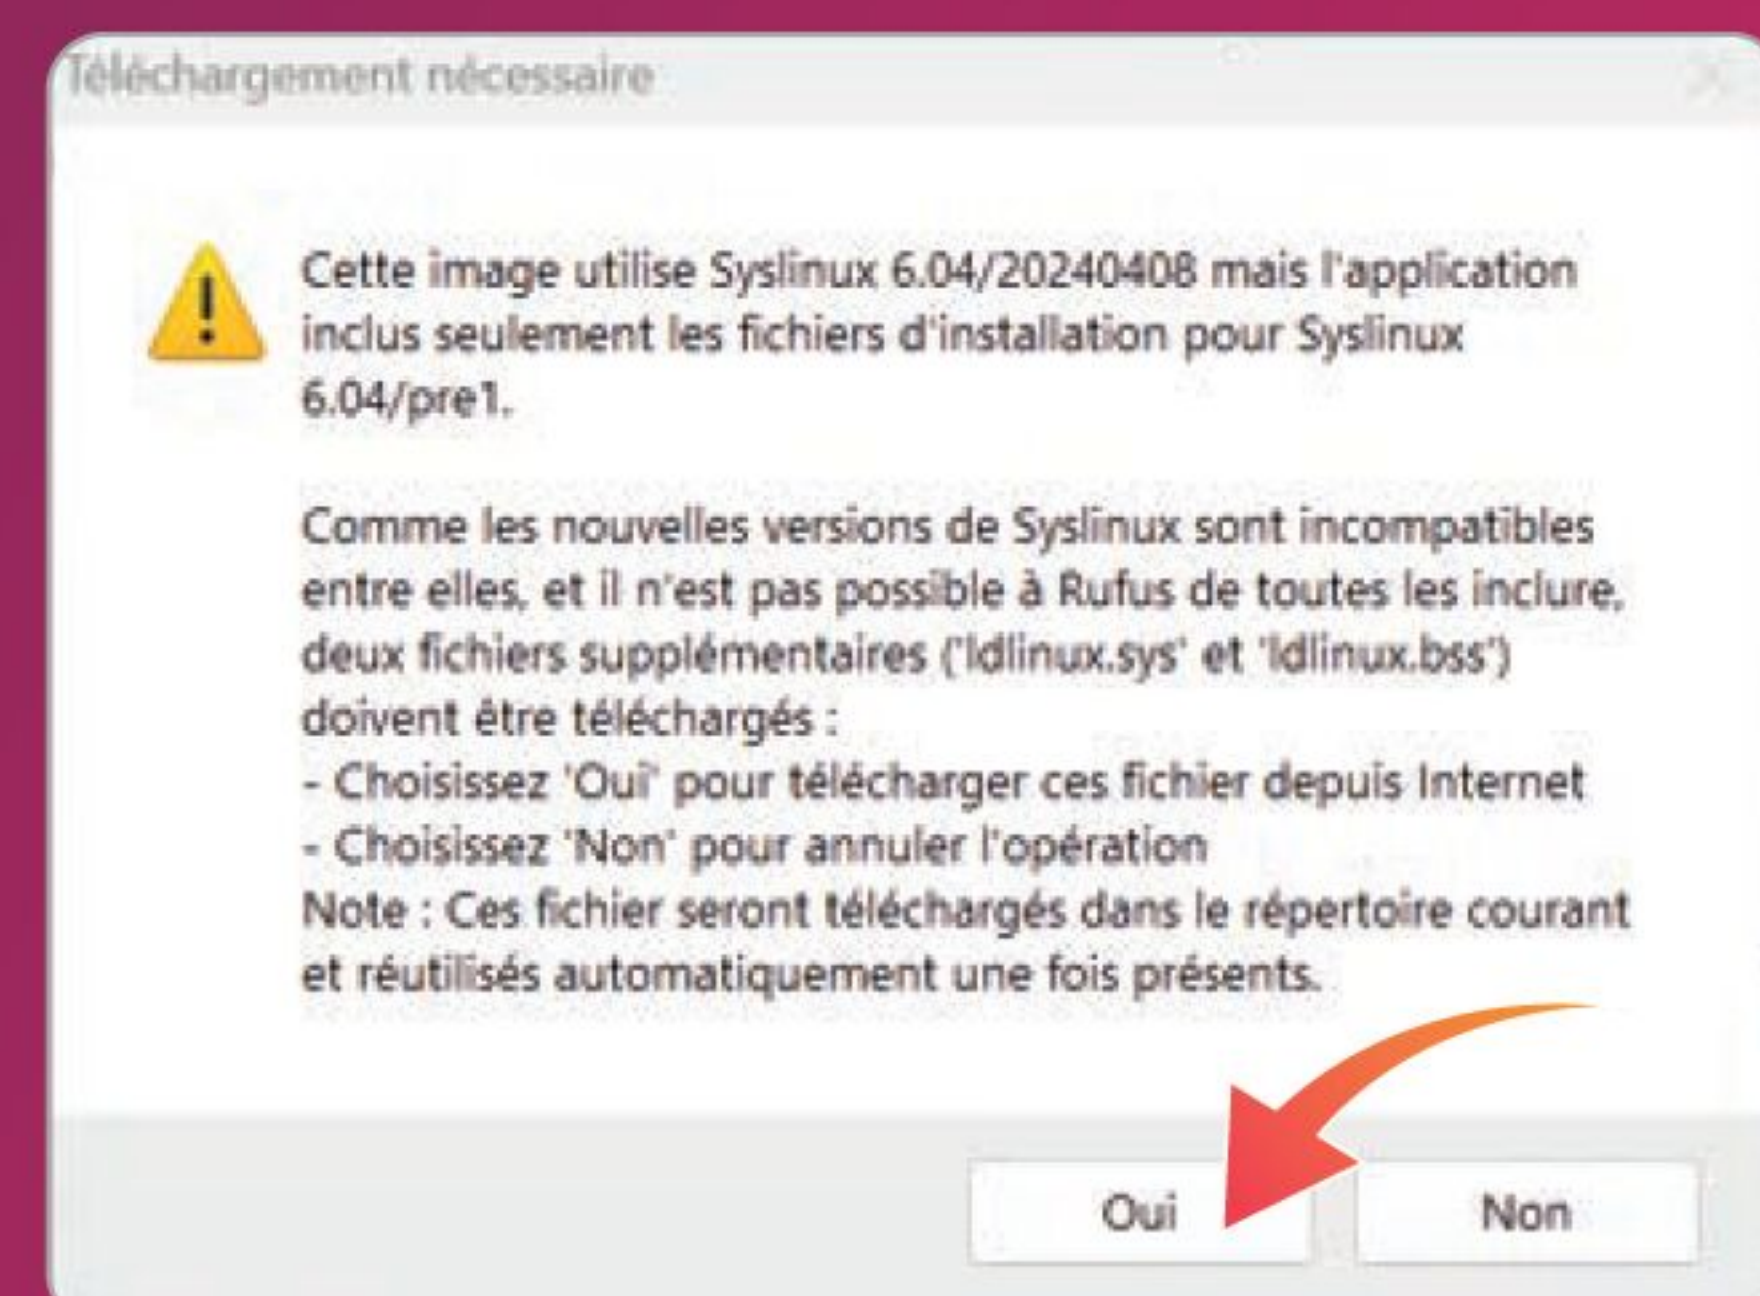 Téléchargement nécessaire
Cette image utilise Syslinux 6.04/20240408 mais l'application
inclus seulement les fichiers d'installation pour Syslinux
6.04/pre1.
Comme les nouvelles versions de Syslinux sont incompatibles
entre elles, et il n'est pas possible à Rufus de toutes les inclure,
deux fichiers supplémentaires ('ldlinux.sys' et 'ldlinux.bss')
doivent être téléchargés :
- Choisissez 'Oui' pour télécharger ces fichier depuis Internet
- Choisissez 'Non' pour annuler l'opération
Note : Ces fichier seront téléchargés dans le répertoire courant
et réutilisés automatiquement une fois présents.
Oui
Non